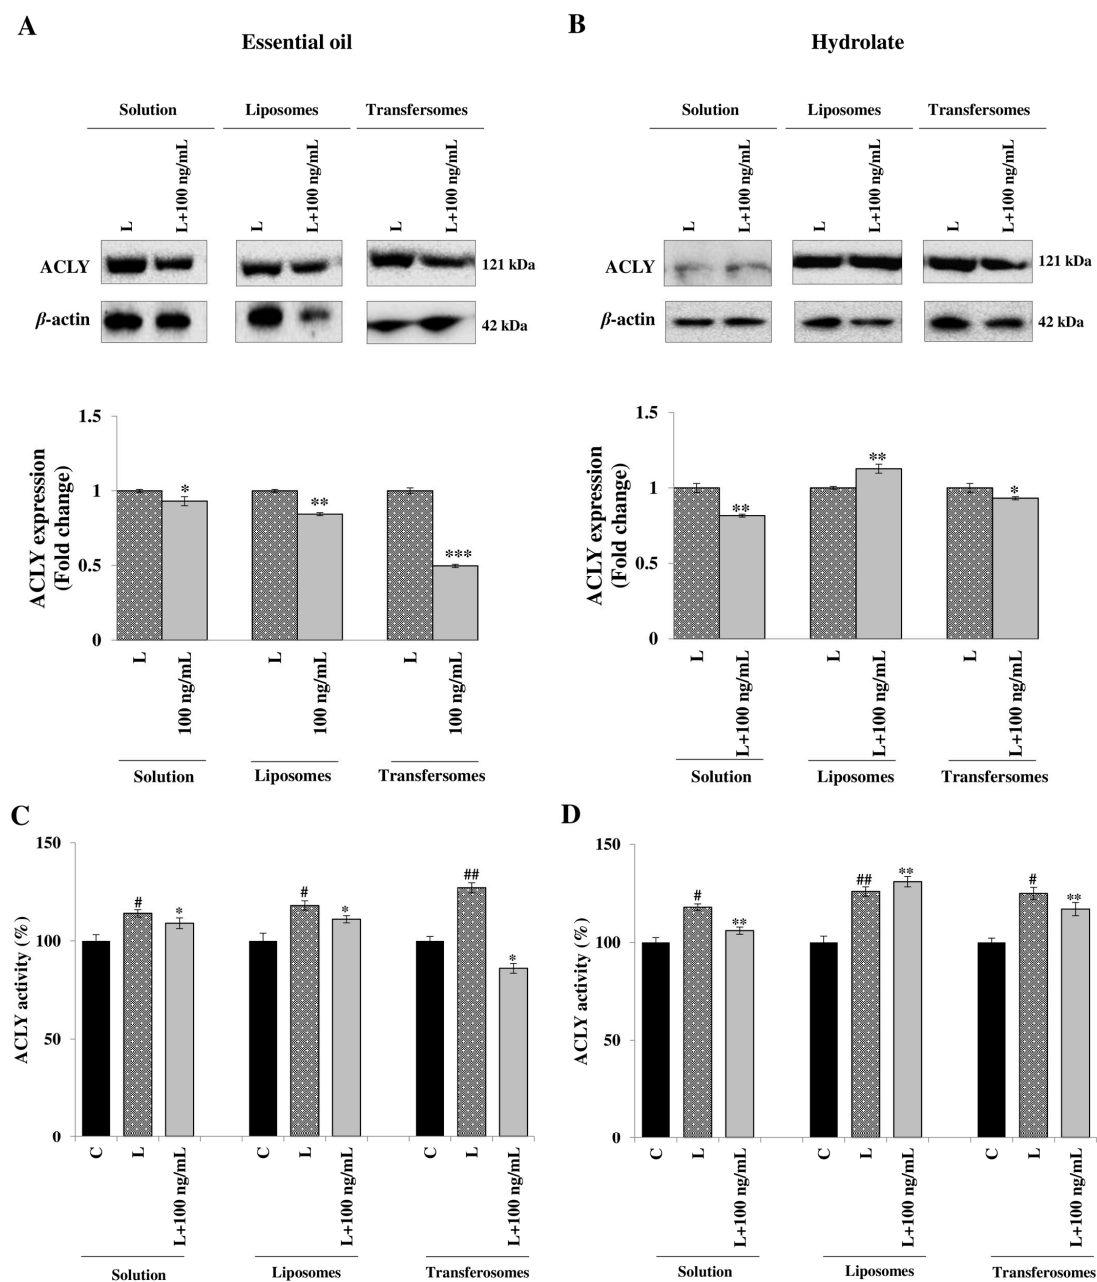 A
Essential oil
Solution Liposomes Transfersomes
L L+100 ng/mL L L+100 ng/mL L L+100 ng/mL
ACLY 121 kDa
β-actin 42 kDa
ACLY expression
(Fold change)
1.5
1
0.5
0
* ** ***
L 100 ng/mL L 100 ng/mL L 100 ng/mL
Solution Liposomes Transfersomes
B
Hydrolate
Solution Liposomes Transfersomes
L L+100 ng/mL L L+100 ng/mL L L+100 ng/mL
ACLY 121 kDa
β-actin 42 kDa
ACLY expression
(Fold change)
1.5
1
0.5
0
** ** *
L L+100 ng/mL L L+100 ng/mL L L+100 ng/mL
Solution Liposomes Transfersomes
C
ACLY activity (%)
150
100
50
0
# * # * ## *
C L L+100 ng/mL C L L+100 ng/mL C L L+100 ng/mL
Solution Liposomes Transferosomes
D
ACLY activity (%)
150
100
50
0
# ** ## ** # **
C L L+100 ng/mL C L L+100 ng/mL C L L+100 ng/mL
Solution Liposomes Transferosomes